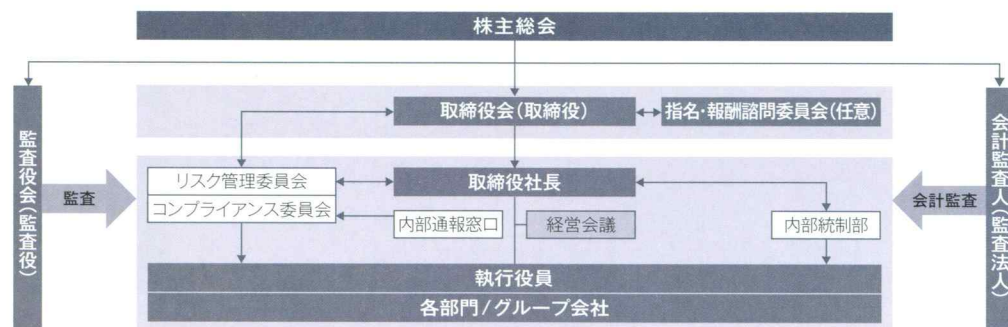 株主総会
監査役会(監査役)
会計監査人(監査法人)
取締役会(取締役)
指名・報酬諮問委員会(任意)
監査
リスク管理委員会
コンプライアンス委員会
取締役社長
内部通報窓口
経営会議
内部統制部
会計監査
執行役員
各部門/グループ会社